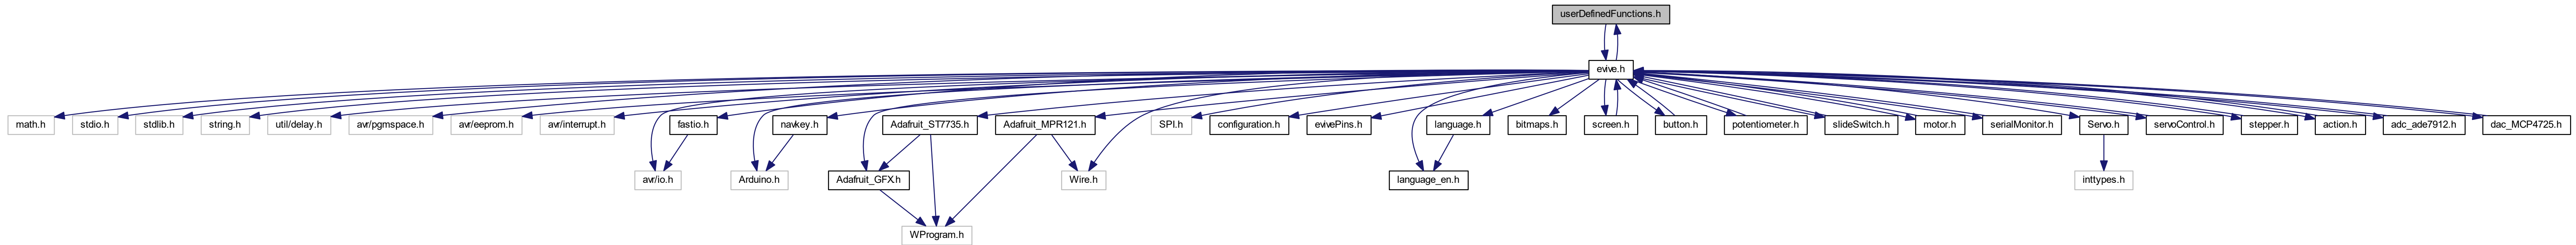 userDefinedFunctions.h
evive.h
math.h
stdio.h
stdlib.h
string.h
util/delay.h
avr/pgmspace.h
avr/eeprom.h
avr/interrupt.h
fastio.h
navkey.h
Adafruit_ST7735.h
Adafruit_MPR121.h
SPI.h
configuration.h
evivePins.h
language.h
bitmaps.h
screen.h
button.h
potentiometer.h
slideSwitch.h
motor.h
serialMonitor.h
Servo.h
servoControl.h
stepper.h
action.h
adc_ade7912.h
dac_MCP4725.h
avr/io.h
Arduino.h
Adafruit_GFX.h
Wire.h
language_en.h
inttypes.h
WProgram.h